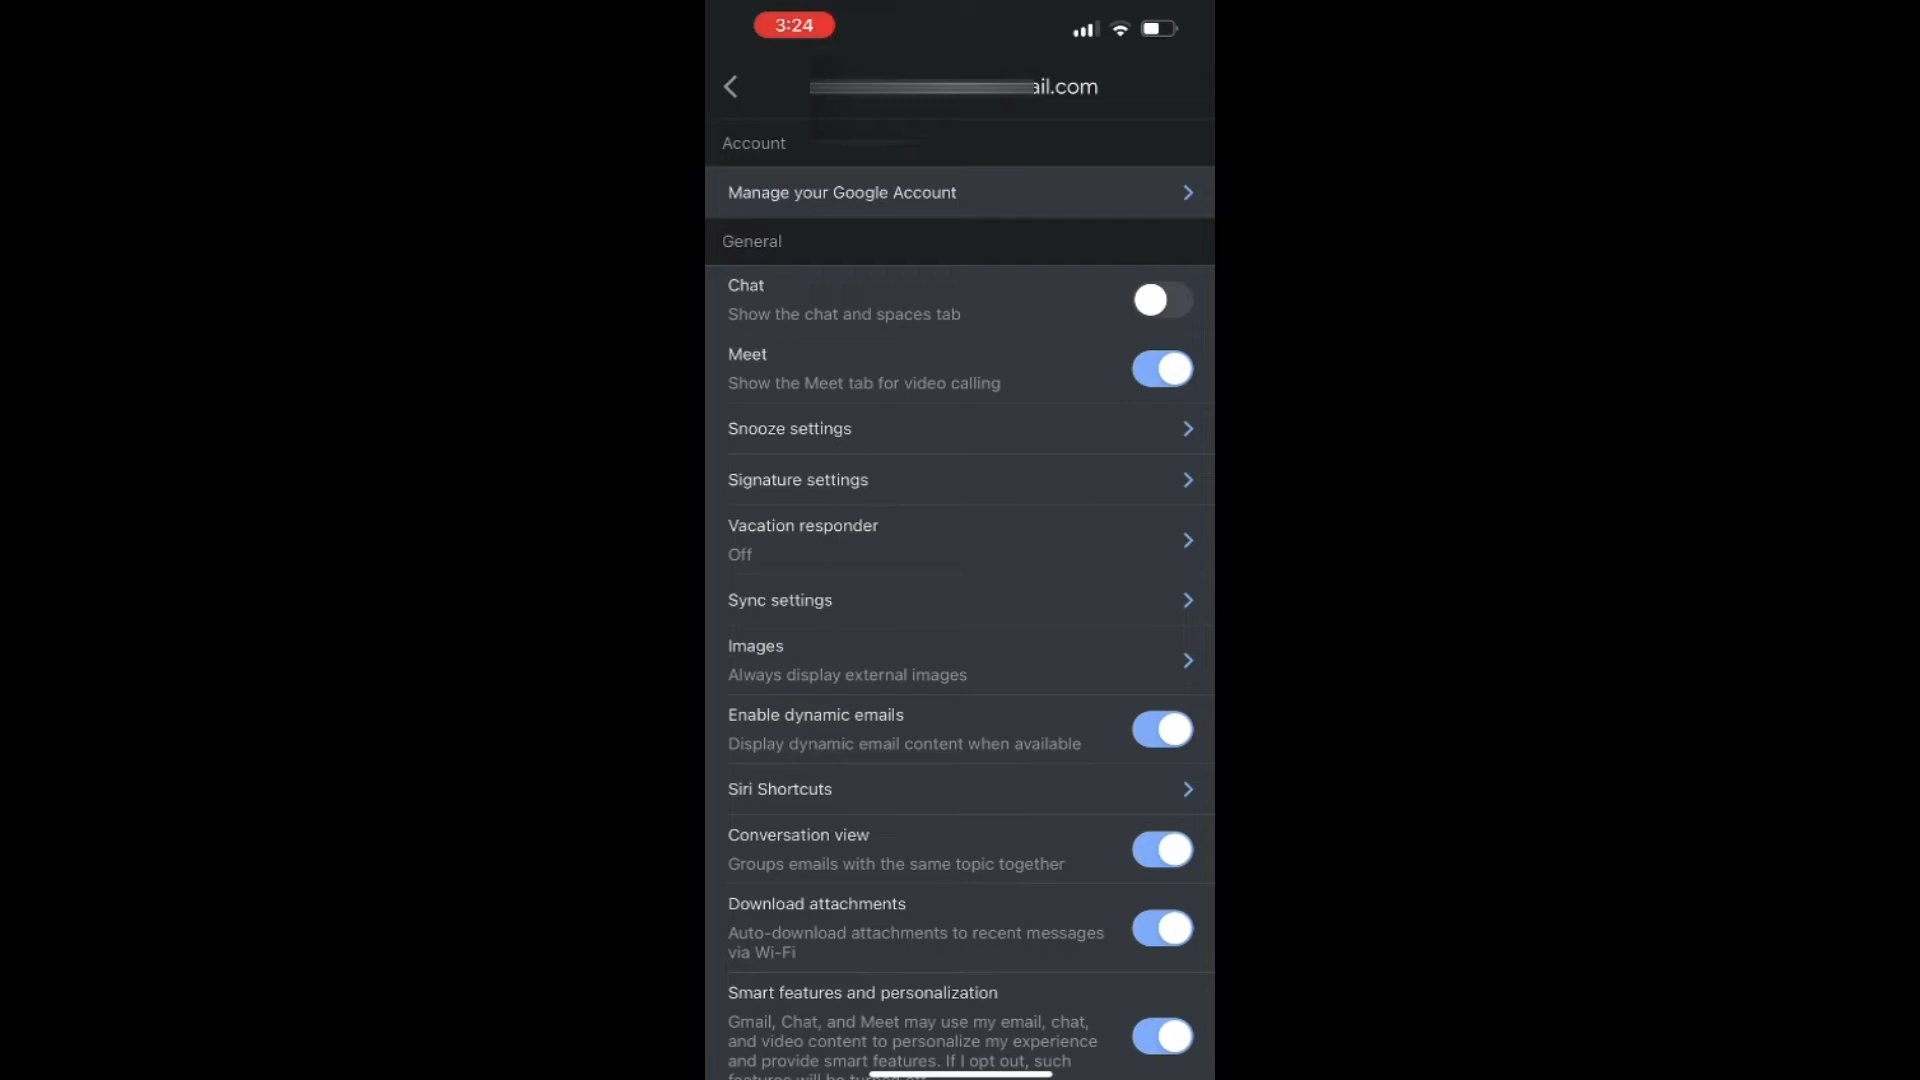 3:24
ail.com
Account
Manage your Google Account
General
Chat
Show the chat and spaces tab
Meet
Show the Meet tab for video calling
Snooze settings
Signature settings
Vacation responder
Off
Sync settings
Images
Always display external images
Enable dynamic emails
Display dynamic email content when available
Siri Shortcuts
Conversation view
Groups emails with the same topic together
Download attachments
Auto-download attachments to recent messages
via Wi-Fi
Smart features and personalization
Gmail, Chat, and Meet may use my email, chat,
and video content to personalize my experience
and provide smart features. If I opt out, such
features will be